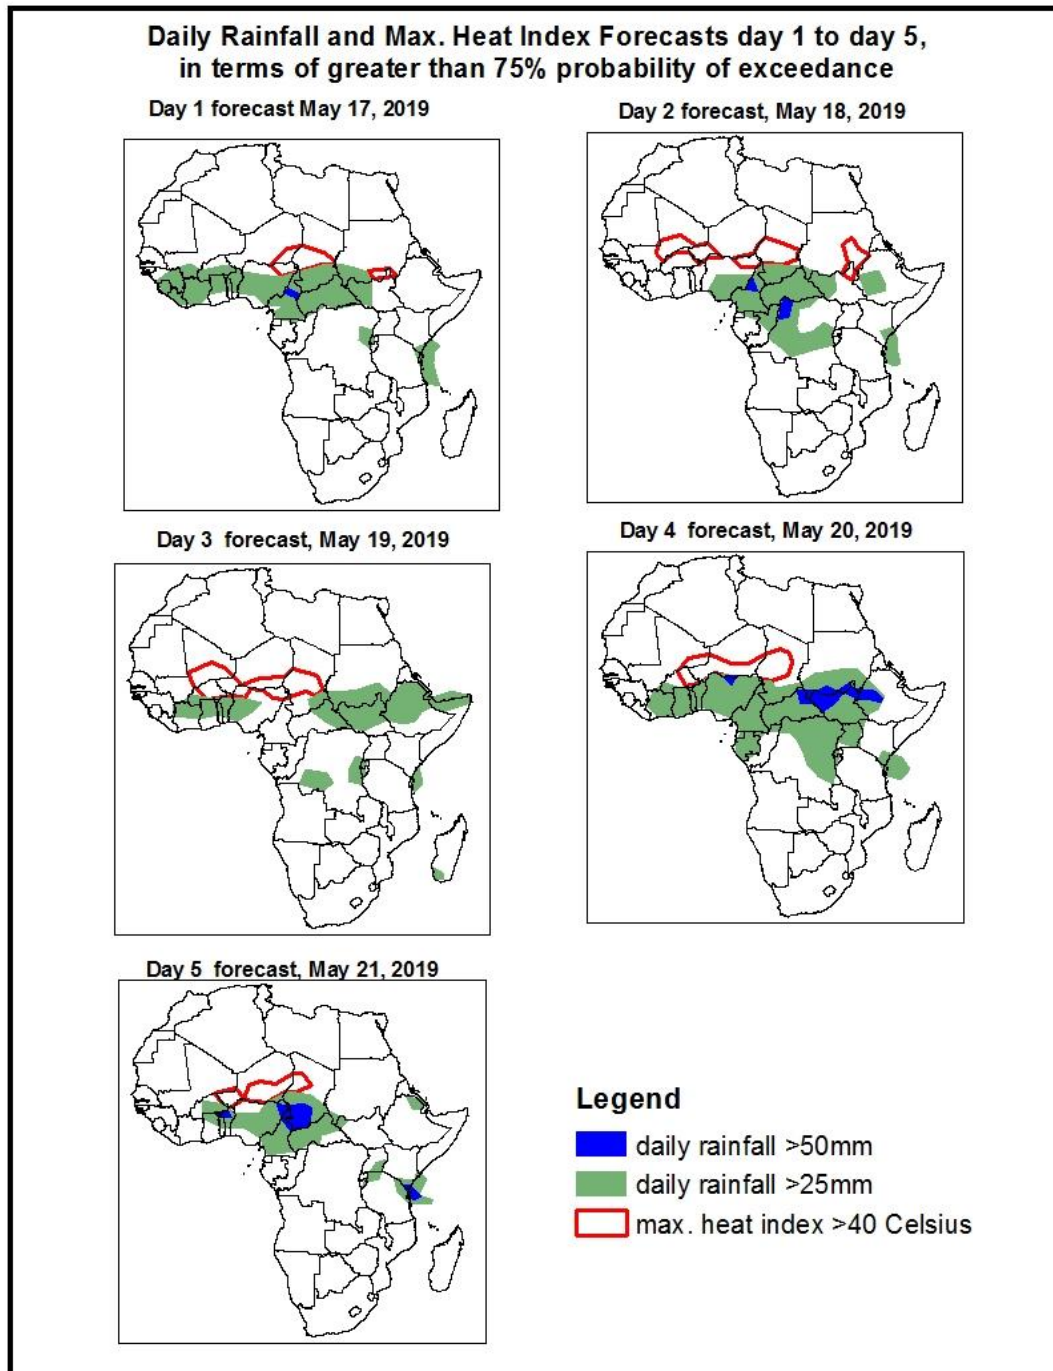 Daily Rainfall and Max. Heat Index Forecasts day 1 to day 5,
in terms of greater than 75% probability of exceedance
Day 1 forecast May 17, 2019
Day 2 forecast, May 18, 2019
Day 3  forecast, May 19, 2019
Day 4  forecast, May 20, 2019
Day 5  forecast, May 21, 2019
Legend
daily rainfall >50mm
daily rainfall >25mm
max. heat index >40 Celsius